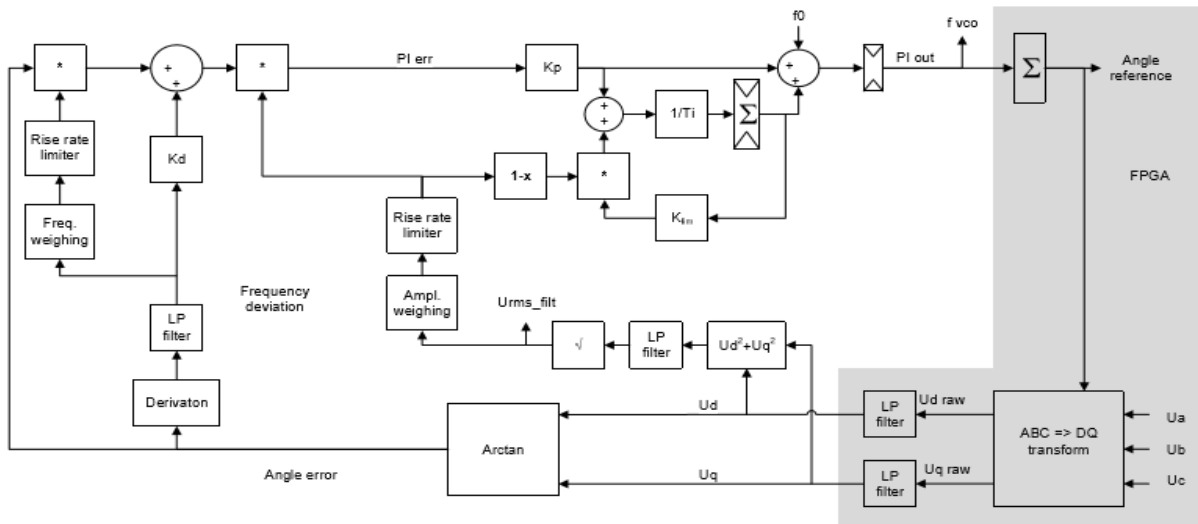 f0
f vco
*
+
+
*
PI err
Kp
+
+
PI out
Σ
Angle
reference
Rise rate
limiter
Kd
+
+
1/Ti
Σ
FPGA
1-x
*
Freq.
weighing
Rise rate
limiter
Klim
Frequency
deviation
Ampl.
weighing
Urms_filt
LP
filter
√
LP
filter
Ud²+Uq²
Derivaton
Ud
LP
filter
Ud raw
ABC => DQ
transform
Ua
Ub
Uc
Arctan
Angle error
Uq
LP
filter
Uq raw